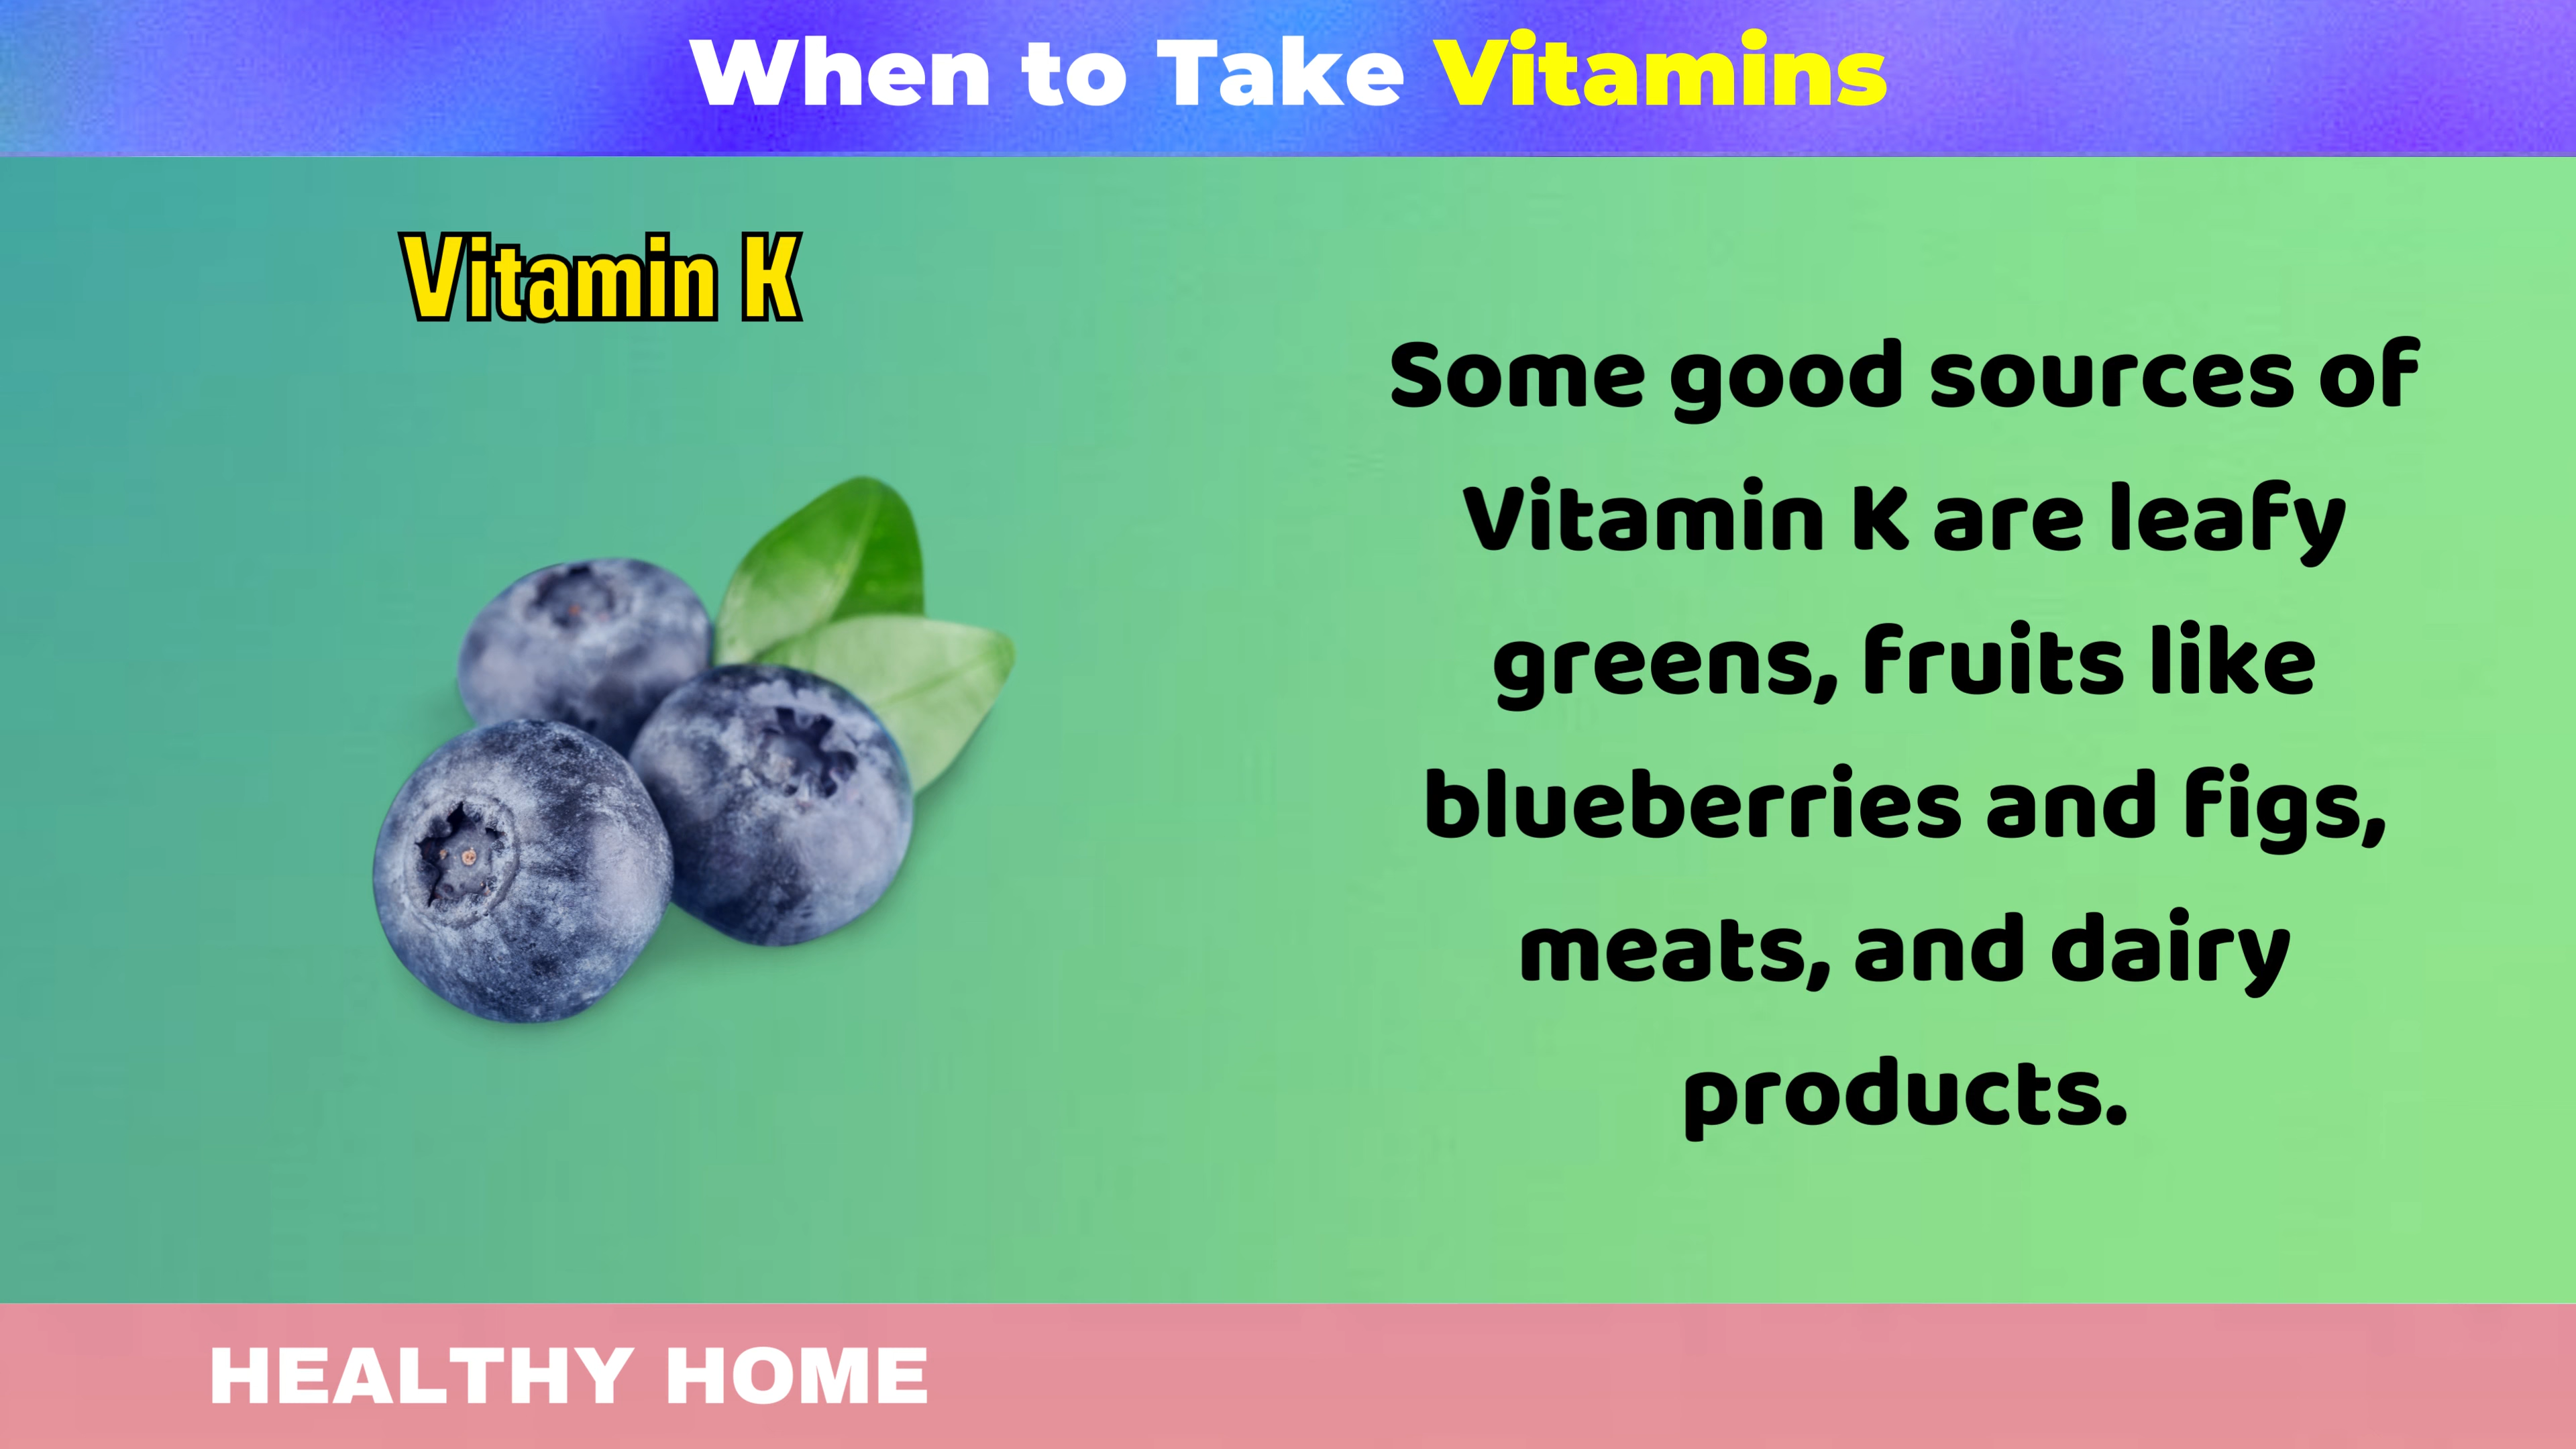 When to Take Vitamins
Vitamin K
Some good sources of
Vitamin K are leafy
greens, fruits like
blueberries and figs,
meats, and dairy
products.
HEALTHY HOME